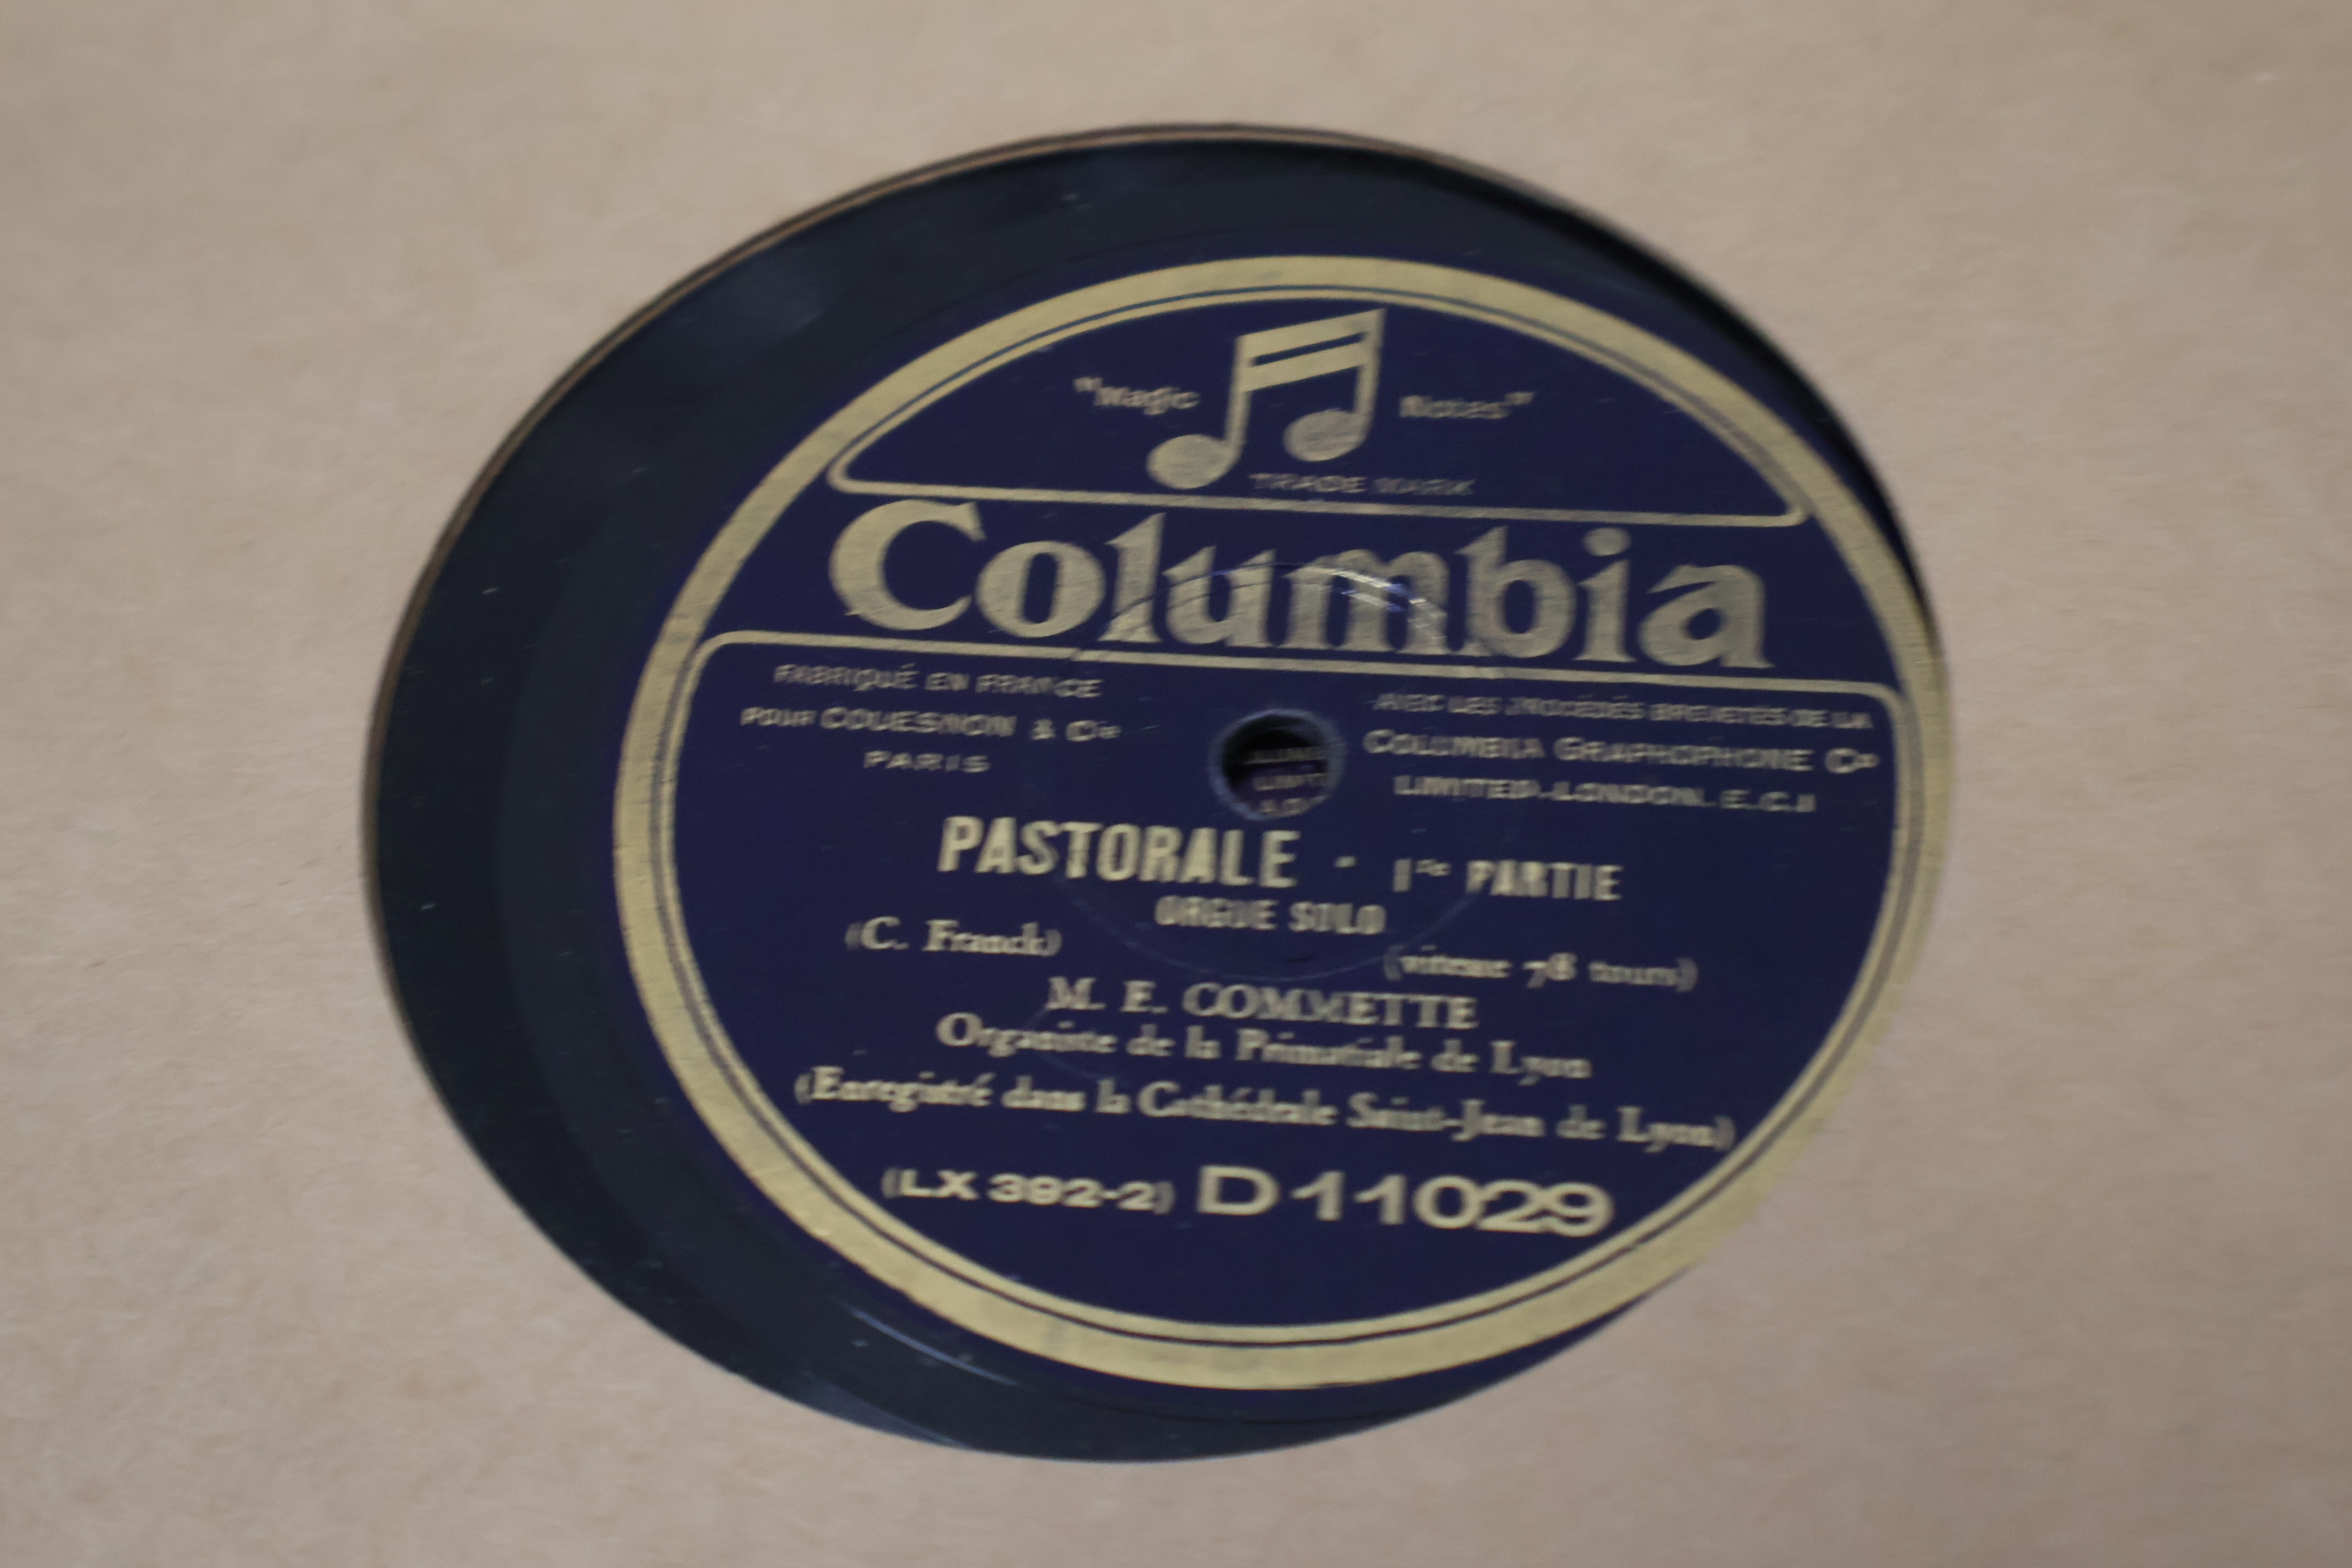 "Magic Notes"
TRADE MARK
Columbia
FABRIQUÉ EN FRANCE
POUR COUESNON & Cie
PARIS
AVEC LES PROCÉDÉS BREVETÉS DE LA
COLUMBIA GRAPHOPHONE Co
LIMITED.LONDON.E.C.1
PASTORALE - 1re PARTIE
ORGUE SOLO
(C. Franck) (vitesse 78 tours)
M. E. COMMETTE
Organiste de la Primatiale de Lyon
(Enregistré dans la Cathédrale Saint-Jean de Lyon)
(LX 392-2) D 11029